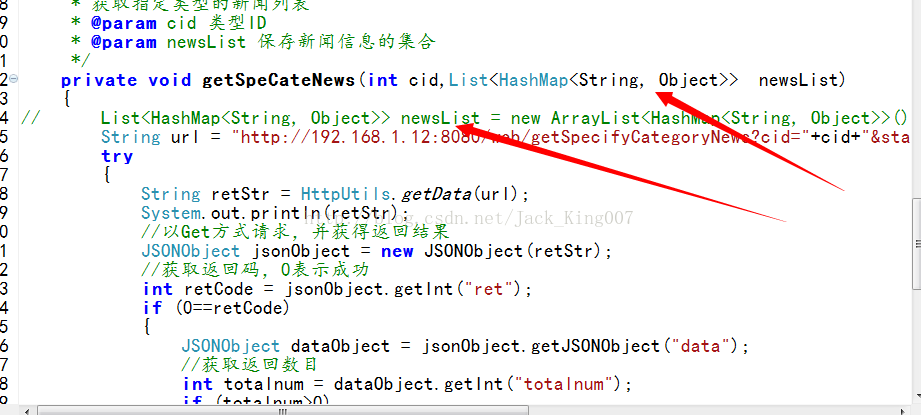 * 获取指定类型的新闻列表
9 * @param cid 类型ID
0 * @param newsList 保存新闻信息的集合
1 */
2 private void getSpeCateNews(int cid,List<HashMap<String, Object>> newsList)
3 {
4 // List<HashMap<String, Object>> newsList = new ArrayList<HashMap<String, Object>>()
5 String url = "http://192.168.1.12:8080/web/getSpecifyCategoryNews?cid="+cid+"&sta
6 try
7 {
8 String retStr = HttpUtils.getData(url);
9 System.out.println(retStr);
blog.csdn.net/Jack_King007
0 //以Get方式请求，并获得返回结果
1 JSONObject jsonObject = new JSONObject(retStr);
2 //获取返回码，0表示成功
3 int retCode = jsonObject.getInt("ret");
4 if (0==retCode)
5 {
6 JSONObject dataObject = jsonObject.getJSONObject("data");
7 //获取返回数目
8 int totalnum = dataObject.getInt("totalnum");
9 if (totalnum>0)